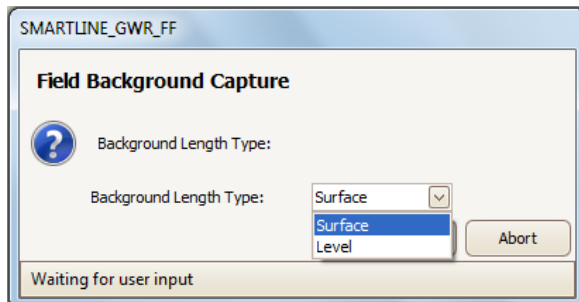 SMARTLINE_GWR_FF
Field Background Capture
Background Length Type:
Background Length Type: Surface
Surface
Level
Abort
Waiting for user input